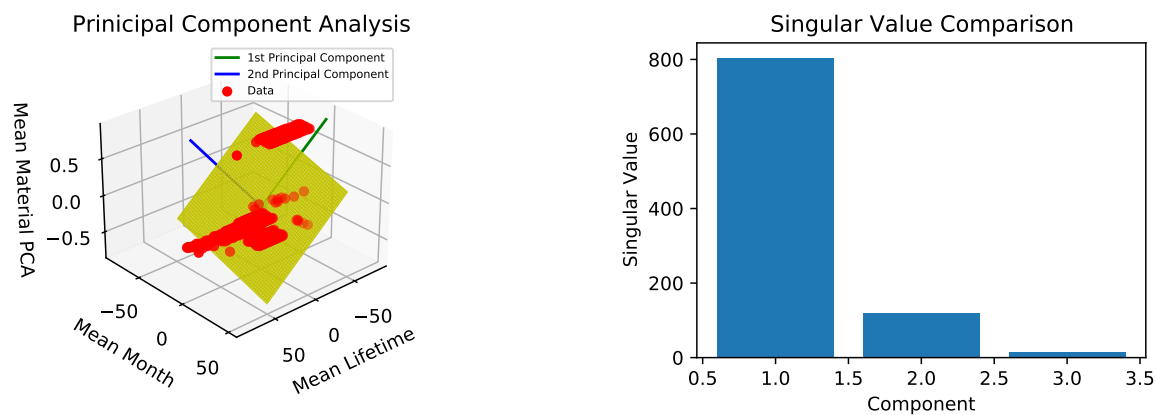 Prinicipal Component Analysis
1st Principal Component
2nd Principal Component
Data
Mean Material PCA
0.5
0.0
−0.5
−50
0
50
Mean Month
50
0
−50
Mean Lifetime
Singular Value Comparison
Singular Value
800
600
400
200
0
0.5 1.0 1.5 2.0 2.5 3.0 3.5
Component